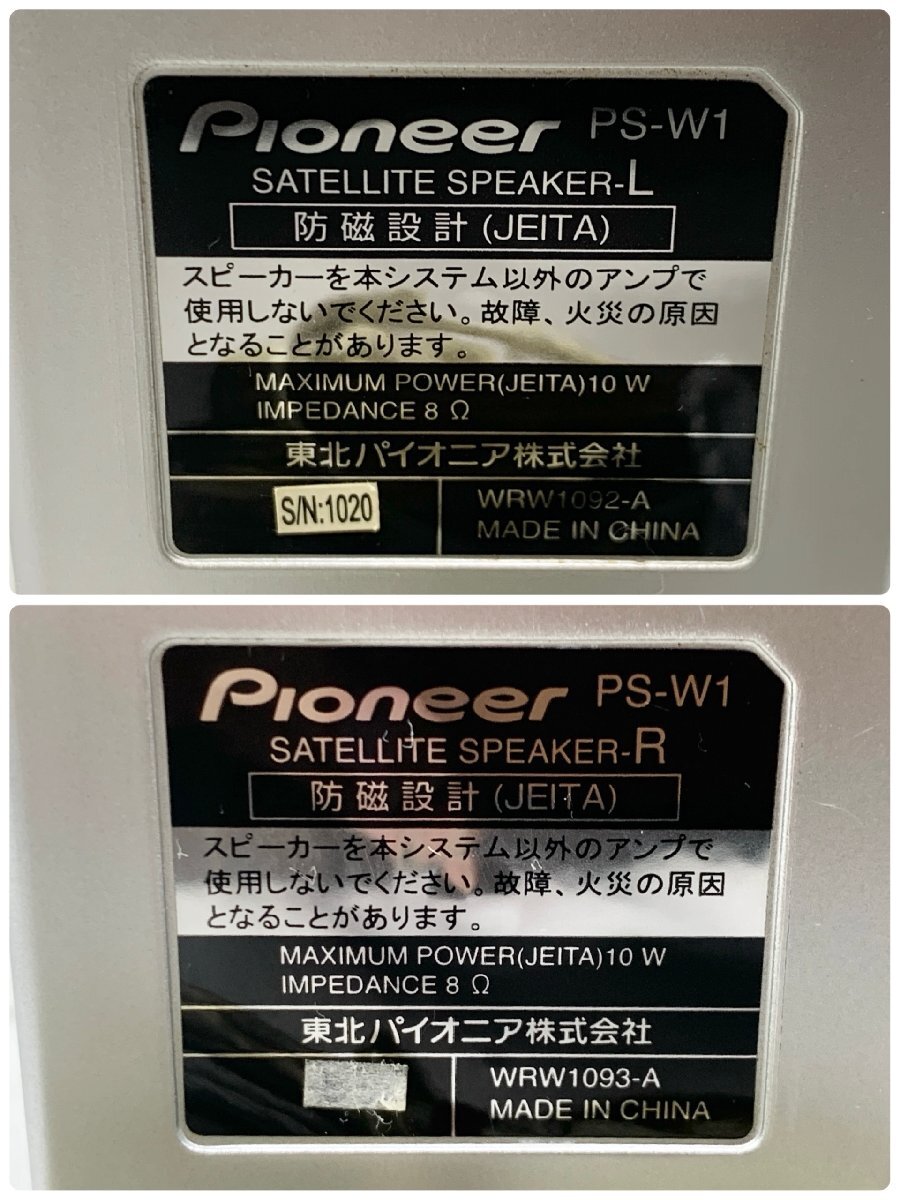 Pioneer PS-W1
SATELLITE SPEAKER-L
防磁設計(JEITA)
スピーカーを本システム以外のアンプで
使用しないでください。故障、火災の原因
となることがあります。
MAXIMUM POWER(JEITA)10 W
IMPEDANCE 8 Ω
東北パイオニア株式会社
S/N:1020
WRW1092-A
MADE IN CHINA
Pioneer PS-W1
SATELLITE SPEAKER-R
防磁設計(JEITA)
スピーカーを本システム以外のアンプで
使用しないでください。故障、火災の原因
となることがあります。
MAXIMUM POWER(JEITA)10 W
IMPEDANCE 8 Ω
東北パイオニア株式会社
WRW1093-A
MADE IN CHINA